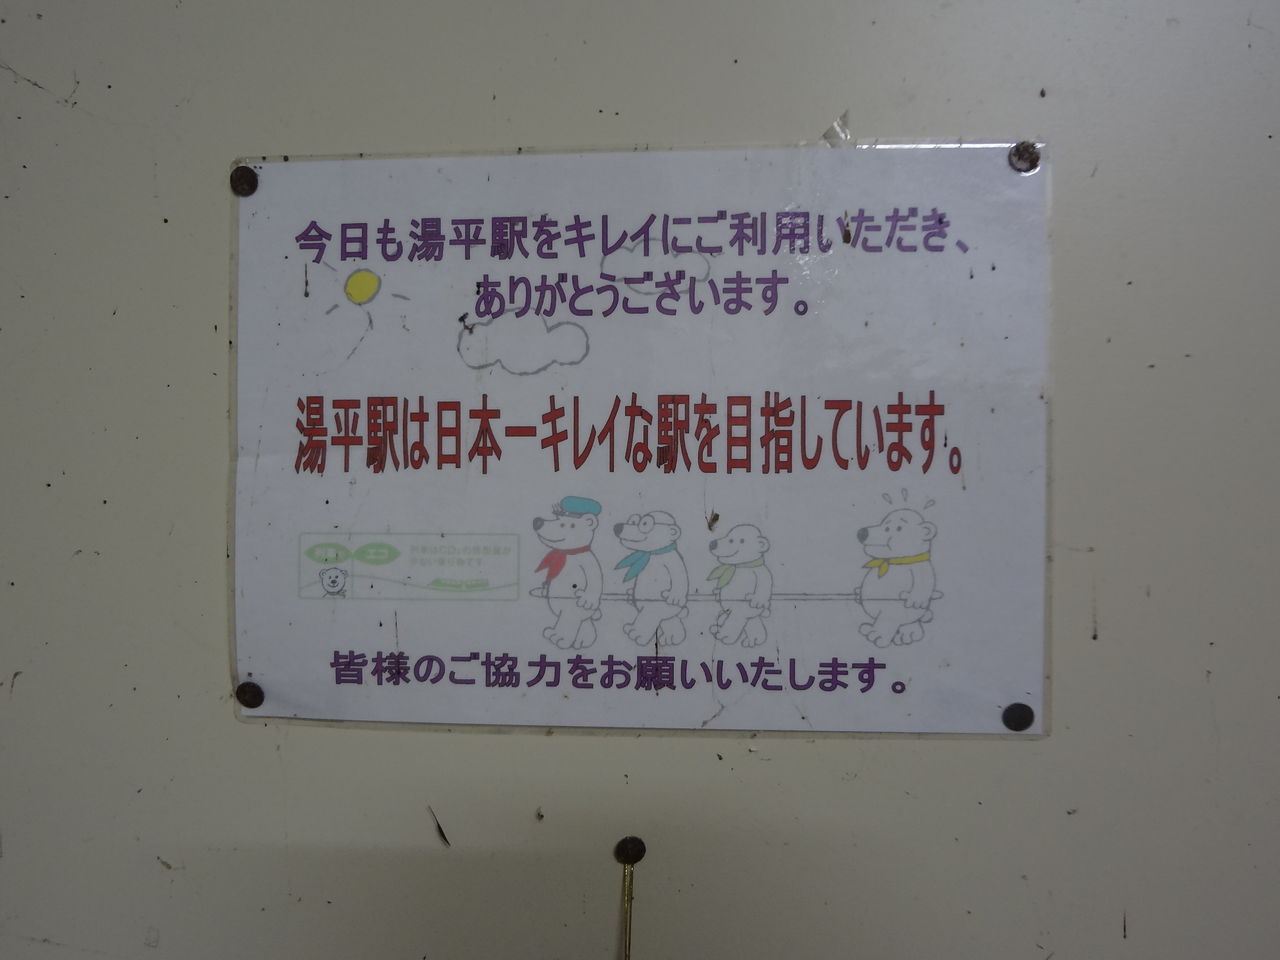 今日も湯平駅をキレイにご利用いただき、
ありがとうございます。
湯平駅は日本一キレイな駅を目指しています。
エコ
皆様のご協力をお願いいたします。